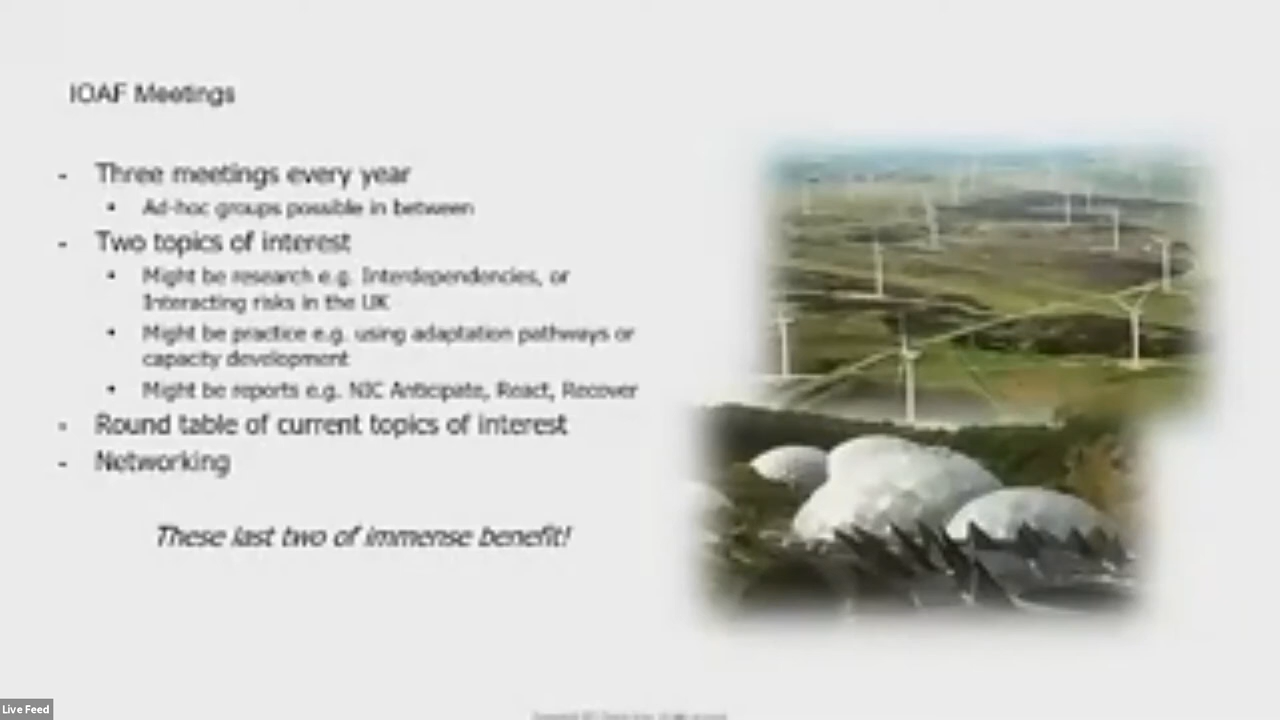 IOAF Meetings
- Three meetings every year
• Ad-hoc groups possible in between
- Two topics of interest
• Might be research e.g. Interdependencies, or
Interacting risks in the UK
• Might be practice e.g. using adaptation pathways or
capacity development
• Might be reports e.g. NIC Anticipate, React, Recover
- Round table of current topics of interest
- Networking
These last two of immense benefit!
Live Feed